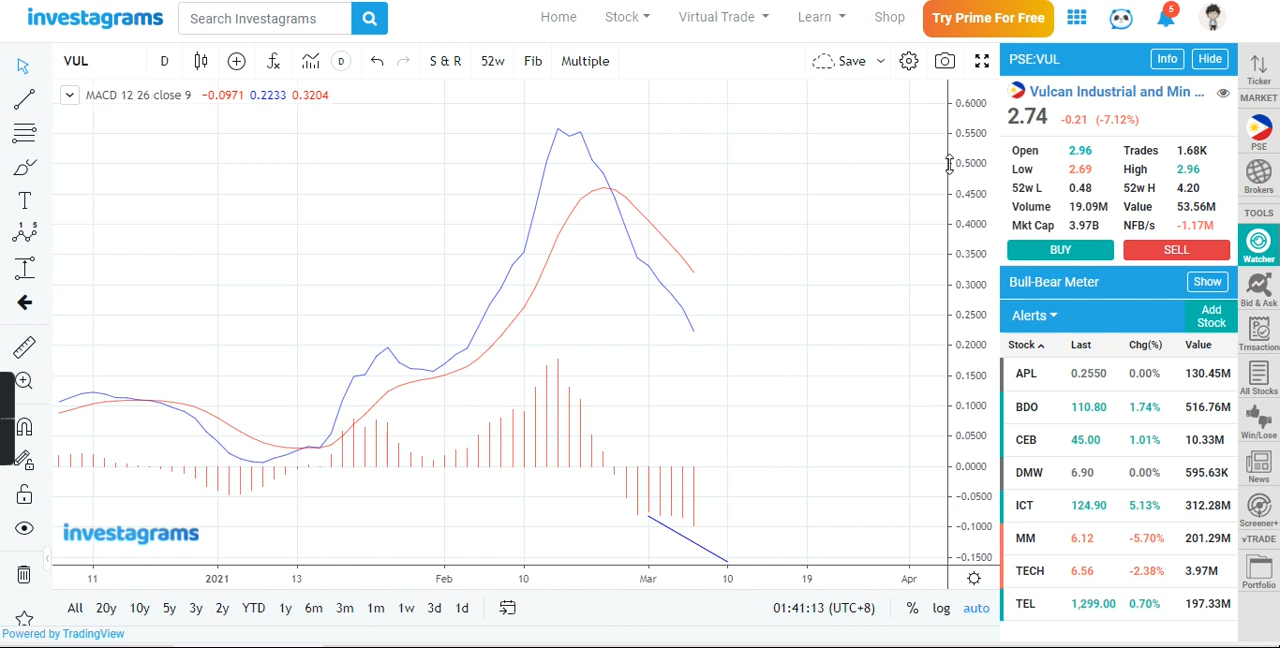 investagrams Search Investagrams Home Stock Virtual Trade Learn Shop Try Prime For Free 5
VUL D D S & R 52w Fib Multiple Save
MACD 12 26 close 9 −0.0971 0.2233 0.3204
0.6000
0.5500
0.5000
0.4500
0.4000
0.3500
0.3000
0.2500
0.2000
0.1500
0.1000
0.0500
0.0000
−0.0500
−0.1000
−0.1500
investagrams
11 2021 13 Feb 10 Mar 10 19 Apr
All 20y 10y 5y 3y 2y YTD 1y 6m 3m 1m 1w 3d 1d 01:41:13 (UTC+8) % log auto
Powered by TradingView
T
1 5
PSE:VUL Info Hide
Vulcan Industrial and Min ...
2.74 -0.21 (-7.12%)
Open 2.96 Trades 1.68K
Low 2.69 High 2.96
52w L 0.48 52w H 4.20
Volume 19.09M Value 53.56M
Mkt Cap 3.97B NFB/s -1.17M
BUY SELL
Bull-Bear Meter Show
Alerts Add Stock
Stock Last Chg(%) Value
APL 0.2550 0.00% 130.45M
BDO 110.80 1.74% 516.76M
CEB 45.00 1.01% 10.33M
DMW 6.90 0.00% 595.63K
ICT 124.90 5.13% 312.28M
MM 6.12 -5.70% 201.29M
TECH 6.56 -2.38% 3.97M
TEL 1,299.00 0.70% 197.33M
Ticker
MARKET
PSE
Brokers
TOOLS
Watcher
Bid & Ask
Trnsaction
All Stocks
Win/Lose
News
Screener+
vTRADE
Portfolio